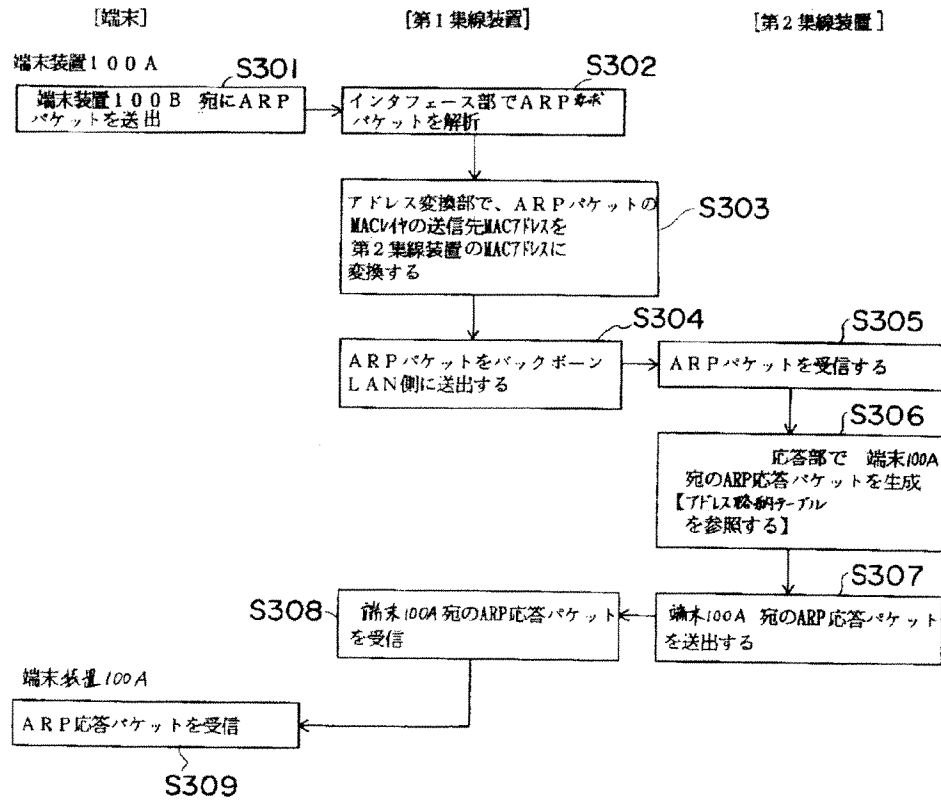 [端末]
[第1集線装置]
[第2集線装置]
端末装置100A
S301
端末装置100B 宛にARP
パケットを送出
S302
インタフェース部でARP
パケットを解析
アドレス変換部で、ARPパケットの
MACレイヤの送信先MACアドレスを
第2集線装置のMACアドレスに
変換する
S303
S304
ARPパケットをバックボーン
LAN側に送出する
S305
ARPパケットを受信する
S306
応答部で 端末100A
宛のARP応答パケットを生成
【アドレス テーブル
を参照する】
S307
端末100A 宛のARP応答パケット
を送出する
S308
端末100A宛のARP応答パケット
を受信
端末装置100A
ARP応答パケットを受信
S309